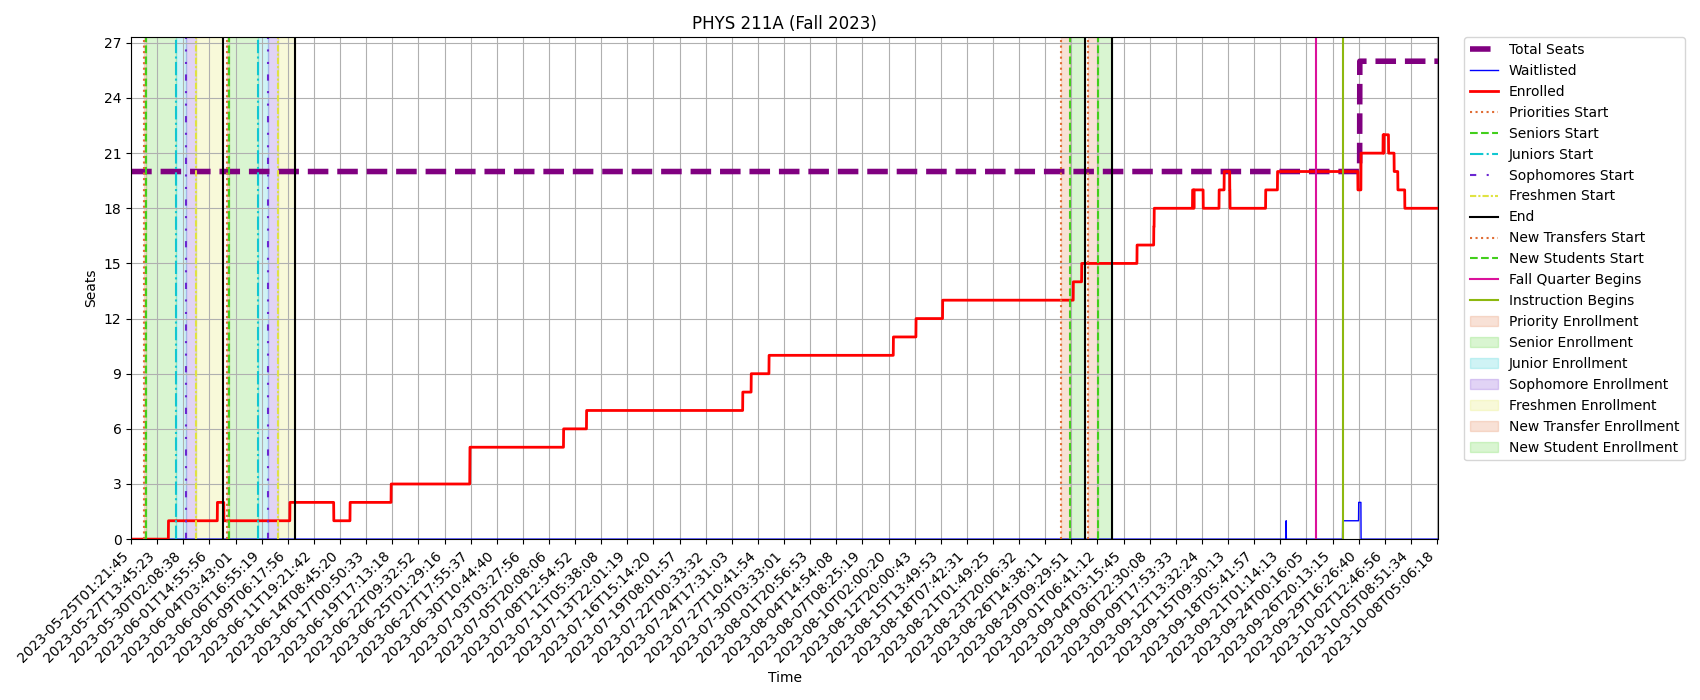 PHYS 211A (Fall 2023)
Seats
27
24
21
18
15
12
9
6
3
0
2023-05-25T01:21:45
2023-05-27T13:45:23
2023-05-30T02:08:38
2023-06-01T14:55:56
2023-06-04T03:43:01
2023-06-06T16:55:19
2023-06-09T06:17:56
2023-06-11T19:21:42
2023-06-14T08:45:20
2023-06-17T00:50:33
2023-06-19T17:13:18
2023-06-22T09:32:52
2023-06-25T01:29:16
2023-06-27T17:55:37
2023-06-30T10:44:40
2023-07-03T03:27:56
2023-07-05T20:08:06
2023-07-08T12:54:52
2023-07-11T05:38:08
2023-07-13T22:01:19
2023-07-16T15:14:20
2023-07-19T08:01:57
2023-07-22T00:33:32
2023-07-24T17:31:03
2023-07-27T10:41:54
2023-07-30T03:33:01
2023-08-01T20:56:53
2023-08-04T14:54:08
2023-08-07T08:25:19
2023-08-10T02:00:20
2023-08-12T20:00:43
2023-08-15T13:49:53
2023-08-18T07:42:31
2023-08-21T01:49:25
2023-08-23T20:06:32
2023-08-26T14:38:11
2023-08-29T09:29:51
2023-09-01T06:41:12
2023-09-04T03:15:45
2023-09-06T22:30:08
2023-09-09T17:53:33
2023-09-12T13:32:24
2023-09-15T09:30:13
2023-09-18T05:41:57
2023-09-21T01:14:13
2023-09-24T00:16:05
2023-09-26T20:13:15
2023-09-29T16:26:40
2023-10-02T12:46:56
2023-10-05T08:51:34
2023-10-08T05:06:18
Time
Total Seats
Waitlisted
Enrolled
Priorities Start
Seniors Start
Juniors Start
Sophomores Start
Freshmen Start
End
New Transfers Start
New Students Start
Fall Quarter Begins
Instruction Begins
Priority Enrollment
Senior Enrollment
Junior Enrollment
Sophomore Enrollment
Freshmen Enrollment
New Transfer Enrollment
New Student Enrollment